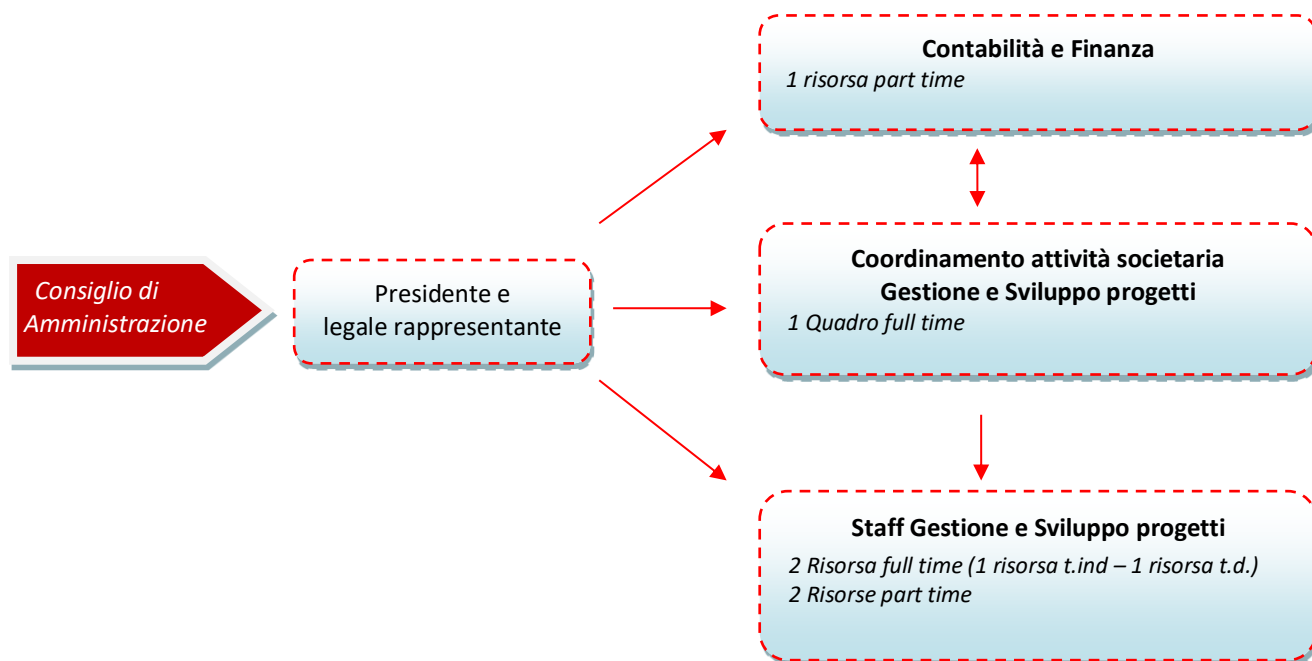 Consiglio di
Amministrazione
Presidente e
legale rappresentante
Contabilità e Finanza
1 risorsa part time
Coordinamento attività societaria
Gestione e Sviluppo progetti
1 Quadro full time
Staff Gestione e Sviluppo progetti
2 Risorsa full time (1 risorsa t.ind – 1 risorsa t.d.)
2 Risorse part time